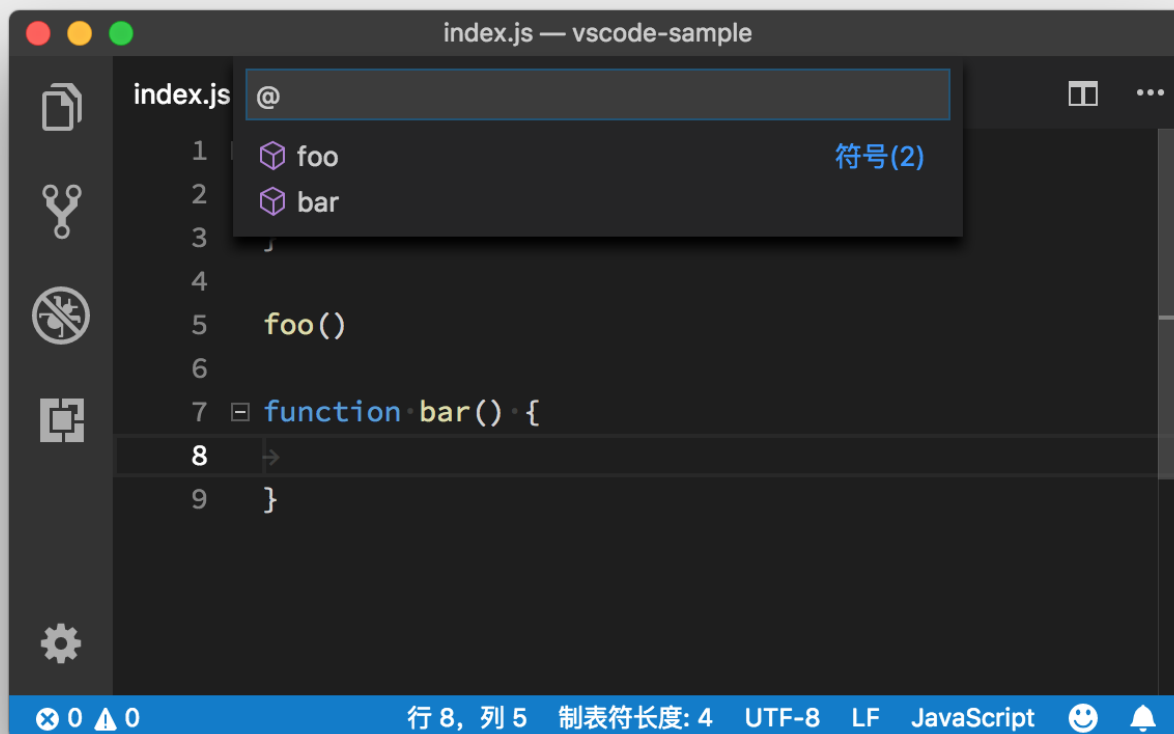 index.js — vscode-sample
index.js
@
foo 符号(2)
bar
1
2
3 }
4
5 foo()
6
7 function bar() {
8
9 }
0 0 行 8，列 5 制表符长度: 4 UTF-8 LF JavaScript